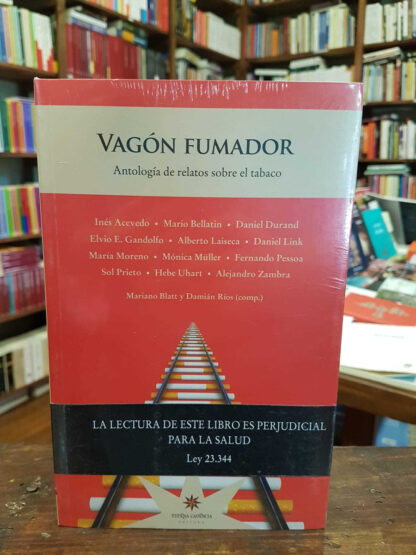 VAGÓN FUMADOR
Antología de relatos sobre el tabaco
Inés Acevedo • Mario Bellatin • Daniel Durand
Elvio E. Gandolfo • Alberto Laiseca • Daniel Link
María Moreno • Mónica Müller • Fernando Pessoa
Sol Prieto • Hebe Uhart • Alejandro Zambra
Mariano Blatt y Damián Ríos (comp.)
LA LECTURA DE ESTE LIBRO ES PERJUDICIAL
PARA LA SALUD
Ley 23.344
ETERNA CADENCIA
EDITORA